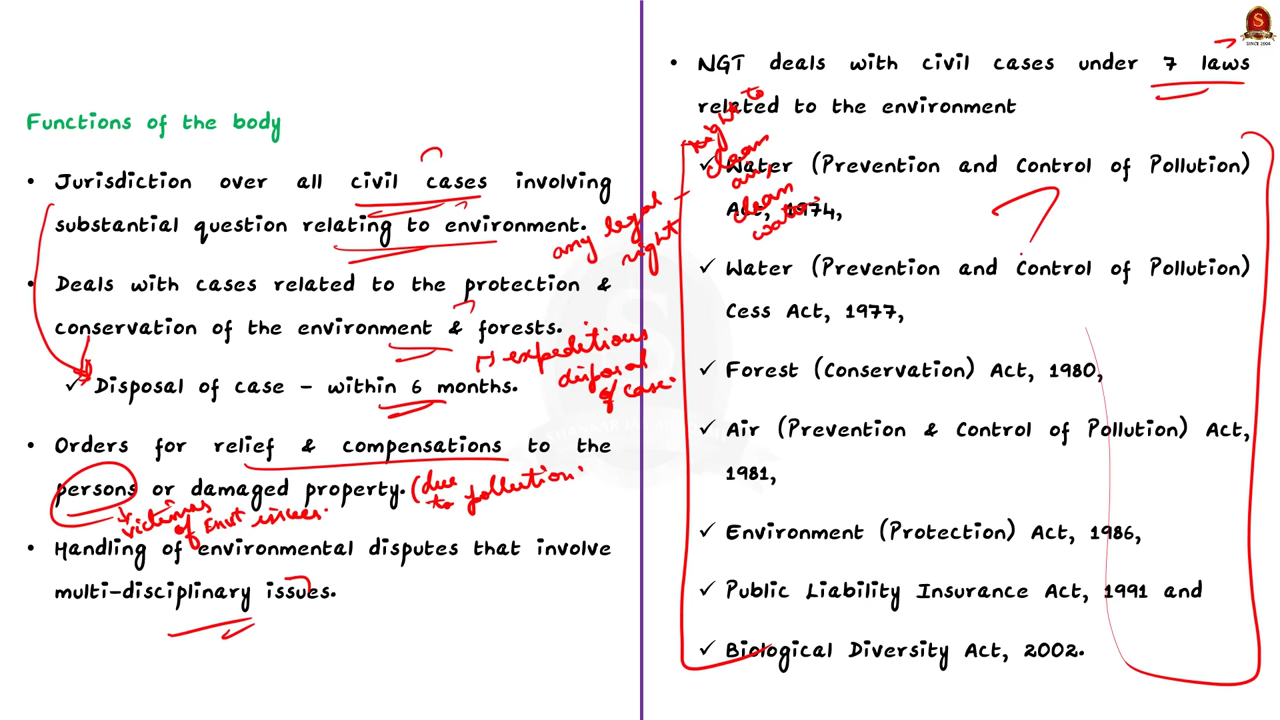 Functions of the body
• Jurisdiction over all civil cases involving
substantial question relating to environment.
• Deals with cases related to the protection &
conservation of the environment & forests.
✓ Disposal of case – within 6 months.
↦ expeditious
disposal
of case.
• Orders for relief & compensations to the
persons or damaged property.
(due
to pollution
victims
of Envt issues.
• Handling of environmental disputes that involve
multi-disciplinary issues.
any legal
right
right to
clean
air,
clean
water
• NGT deals with civil cases under 7 laws
related to the environment
✓ Water (Prevention and Control of Pollution)
Act, 1974,
✓ Water (Prevention and Control of Pollution)
Cess Act, 1977,
✓ Forest (Conservation) Act, 1980,
✓ Air (Prevention & Control of Pollution) Act,
1981,
✓ Environment (Protection) Act, 1986,
✓ Public Liability Insurance Act, 1991 and
✓ Biological Diversity Act, 2002.
S
SINCE 2004